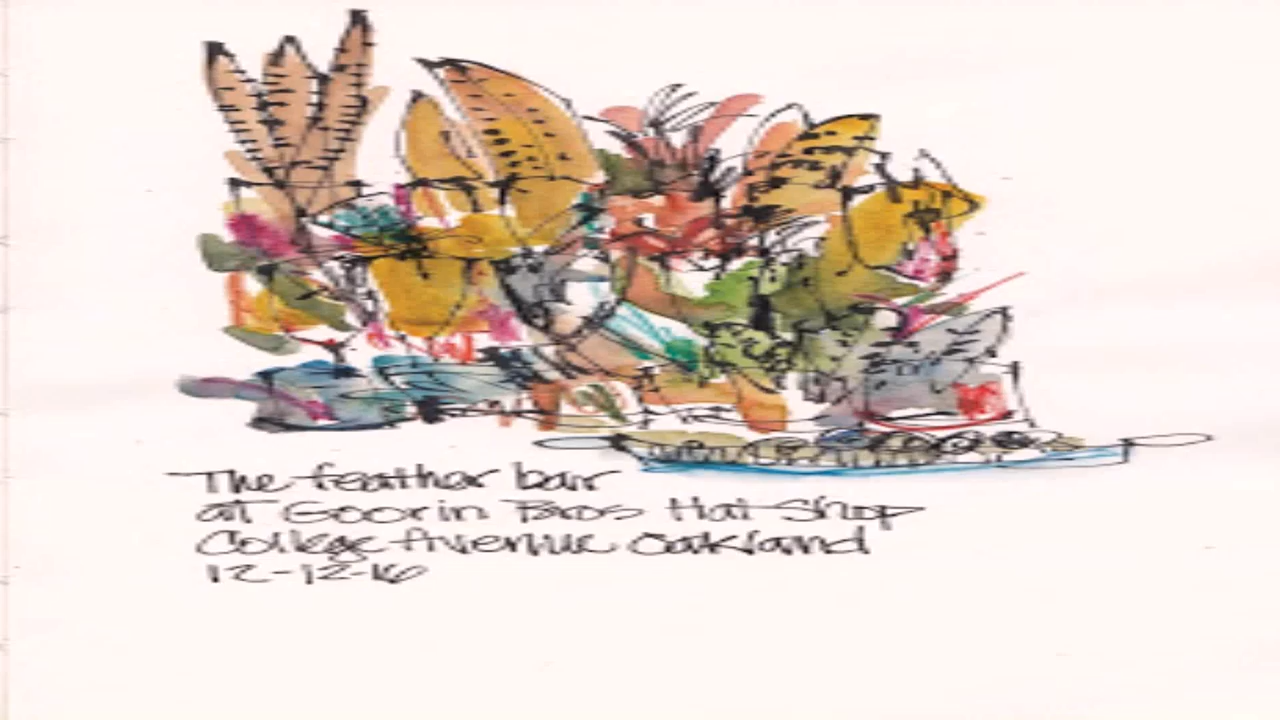 The feather bar
at Goorin Bros Hat Shop
College Avenue Oakland
12-12-16